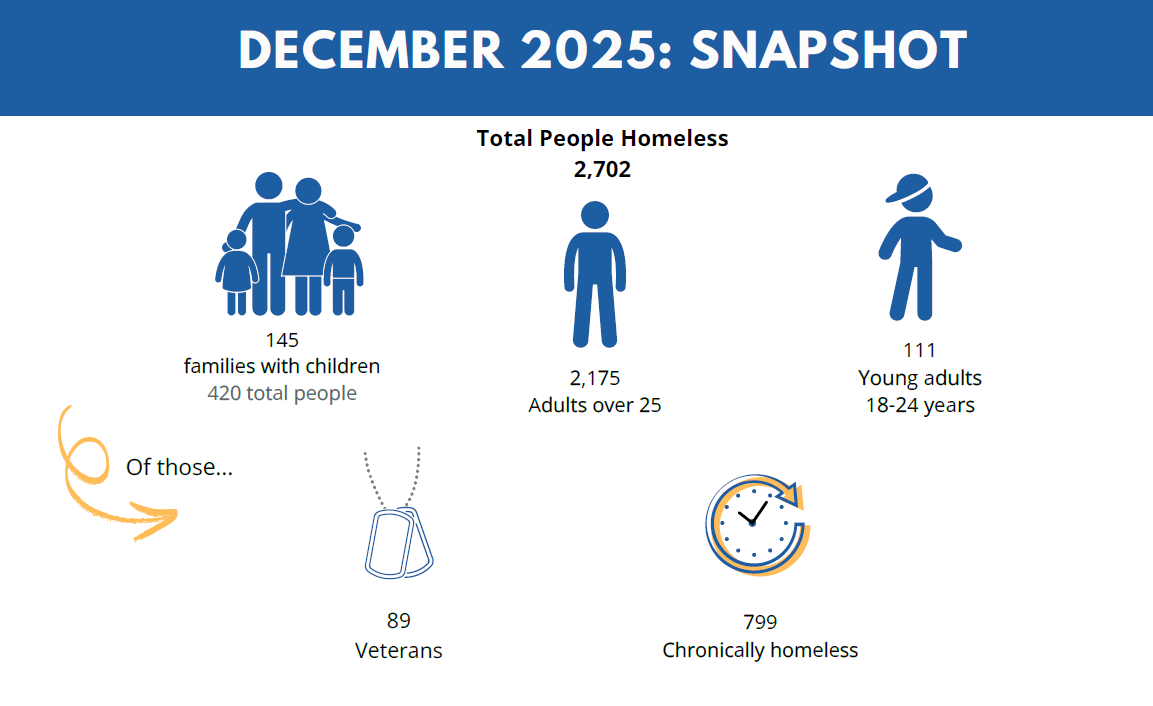 DECEMBER 2025: SNAPSHOT
Total People Homeless
2,702
145
families with children
420 total people
2,175
Adults over 25
111
Young adults
18-24 years
Of those...
89
Veterans
799
Chronically homeless